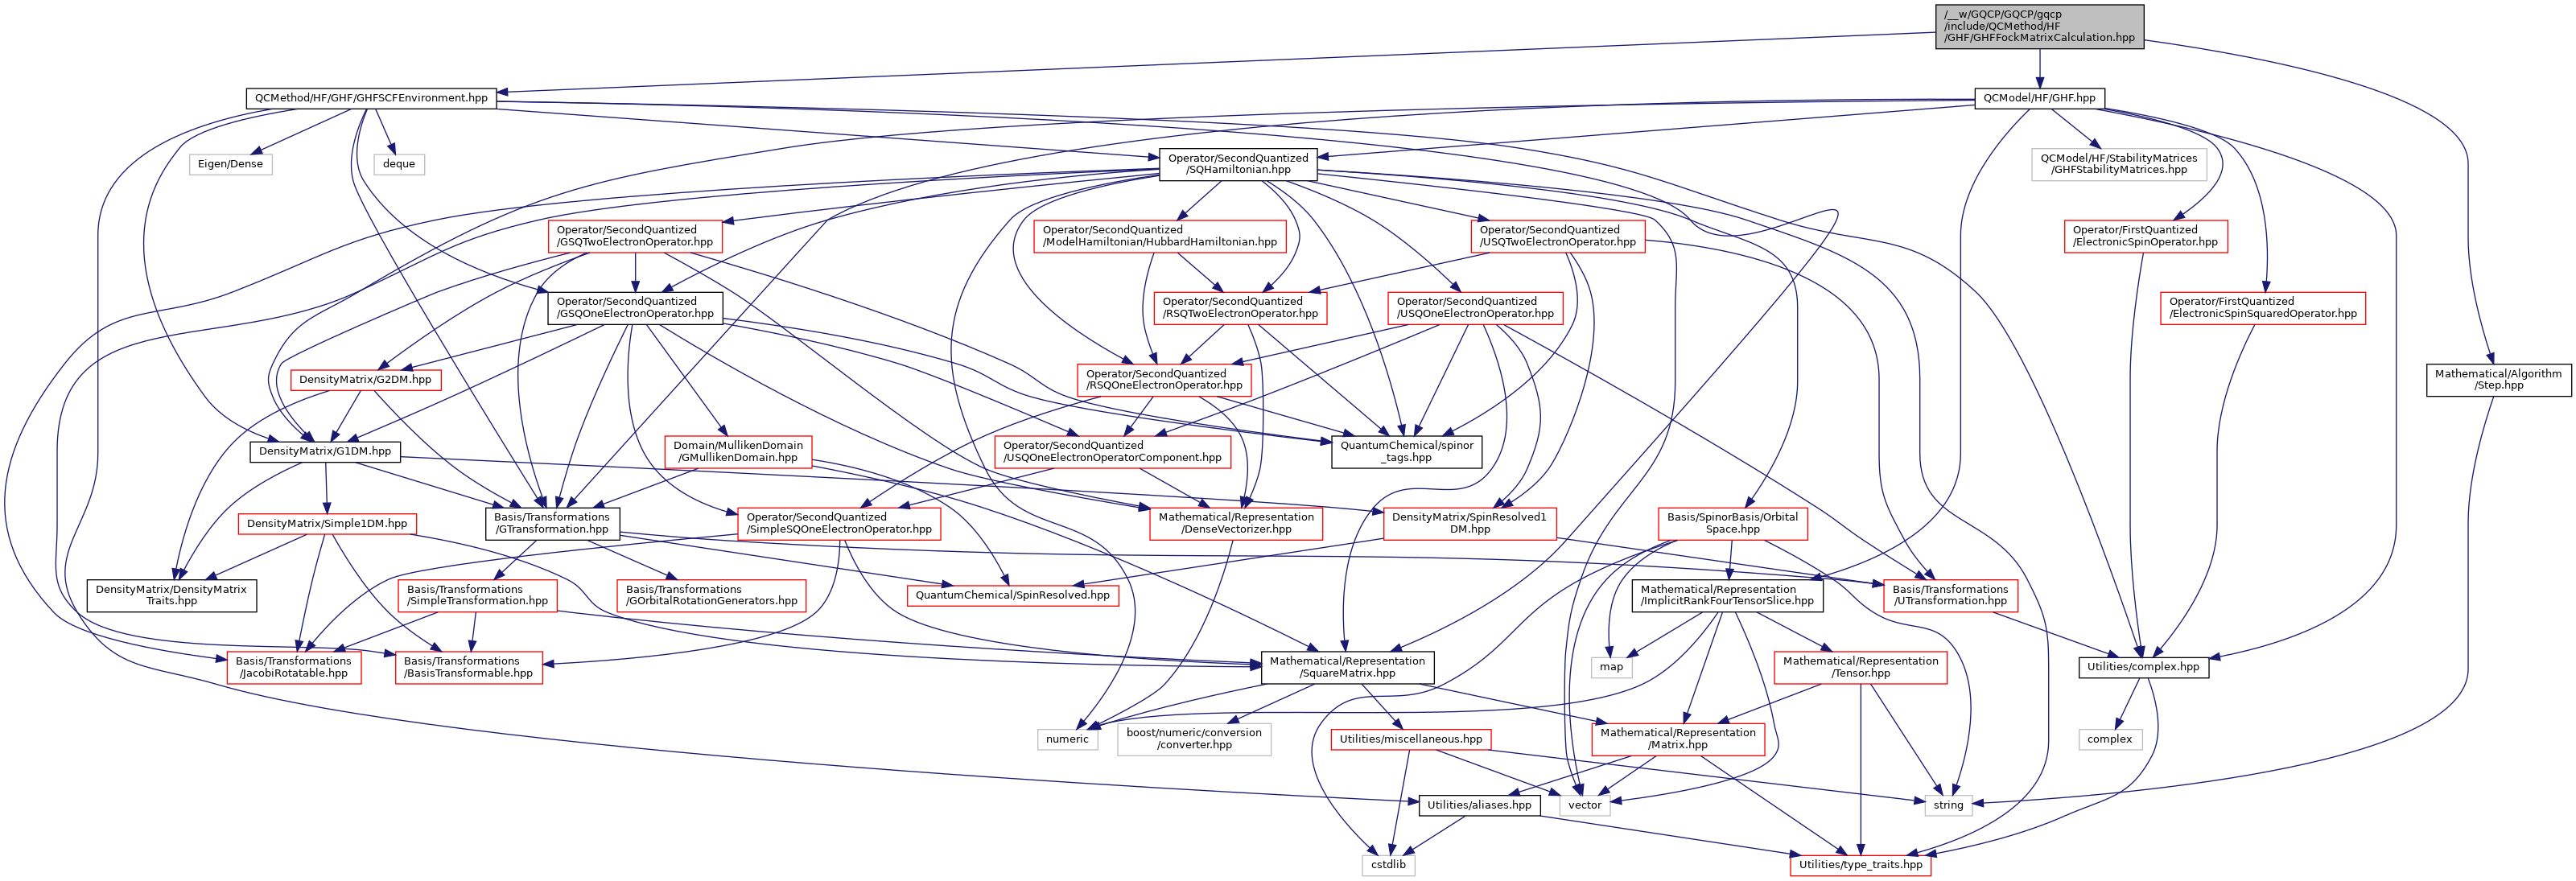 /__w/GQCP/GQCP/gqcp
/include/QCMethod/HF
/GHF/GHFFockMatrixCalculation.hpp
QCMethod/HF/GHF/GHFSCFEnvironment.hpp
QCModel/HF/GHF.hpp
Eigen/Dense
deque
Operator/SecondQuantized
/SQHamiltonian.hpp
QCModel/HF/StabilityMatrices
/GHFStabilityMatrices.hpp
Operator/SecondQuantized
/GSQTwoElectronOperator.hpp
Operator/SecondQuantized
/ModelHamiltonian/HubbardHamiltonian.hpp
Operator/SecondQuantized
/USQTwoElectronOperator.hpp
Operator/FirstQuantized
/ElectronicSpinOperator.hpp
Operator/SecondQuantized
/GSQOneElectronOperator.hpp
Operator/SecondQuantized
/RSQTwoElectronOperator.hpp
Operator/SecondQuantized
/USQOneElectronOperator.hpp
Operator/FirstQuantized
/ElectronicSpinSquaredOperator.hpp
DensityMatrix/G2DM.hpp
Operator/SecondQuantized
/RSQOneElectronOperator.hpp
Mathematical/Algorithm
/Step.hpp
DensityMatrix/G1DM.hpp
Domain/MullikenDomain
/GMullikenDomain.hpp
Operator/SecondQuantized
/USQOneElectronOperatorComponent.hpp
QuantumChemical/spinor
_tags.hpp
DensityMatrix/Simple1DM.hpp
Basis/Transformations
/GTransformation.hpp
Operator/SecondQuantized
/SimpleSQOneElectronOperator.hpp
Mathematical/Representation
/DenseVectorizer.hpp
DensityMatrix/SpinResolved1
DM.hpp
Basis/SpinorBasis/Orbital
Space.hpp
DensityMatrix/DensityMatrix
Traits.hpp
Basis/Transformations
/SimpleTransformation.hpp
Basis/Transformations
/GOrbitalRotationGenerators.hpp
QuantumChemical/SpinResolved.hpp
Mathematical/Representation
/ImplicitRankFourTensorSlice.hpp
Basis/Transformations
/UTransformation.hpp
Basis/Transformations
/JacobiRotatable.hpp
Basis/Transformations
/BasisTransformable.hpp
Mathematical/Representation
/SquareMatrix.hpp
map
Mathematical/Representation
/Tensor.hpp
Utilities/complex.hpp
numeric
boost/numeric/conversion
/converter.hpp
Utilities/miscellaneous.hpp
Mathematical/Representation
/Matrix.hpp
complex
Utilities/aliases.hpp
vector
string
cstdlib
Utilities/type_traits.hpp